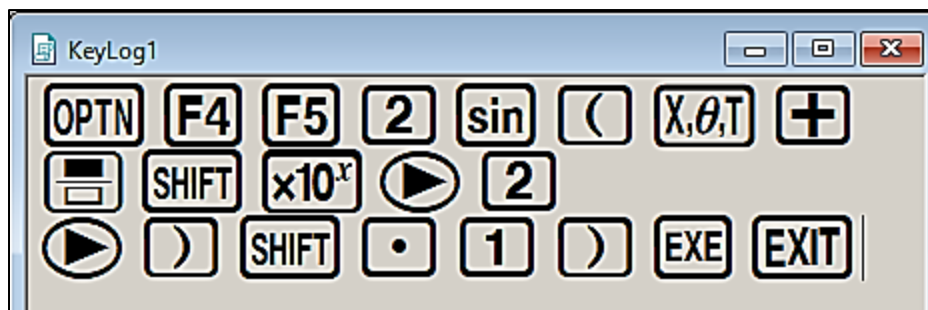 KeyLog1
OPTN F4 F5 2 sin ( X,θ,T +
SHIFT ×10ˣ ▶ 2
▶ ) SHIFT • 1 ) EXE EXIT